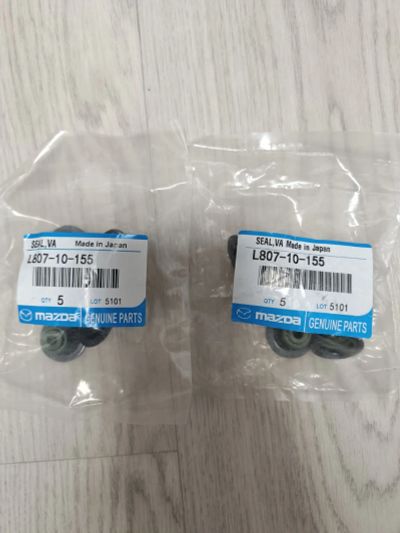 SEAL,VA Made in Japan
L807-10-155
QTY 5 LOT 5101
mazda GENUINE PARTS
SEAL,VA Made in Japan
L807-10-155
QTY 5 LOT 5101
mazda GENUINE PARTS